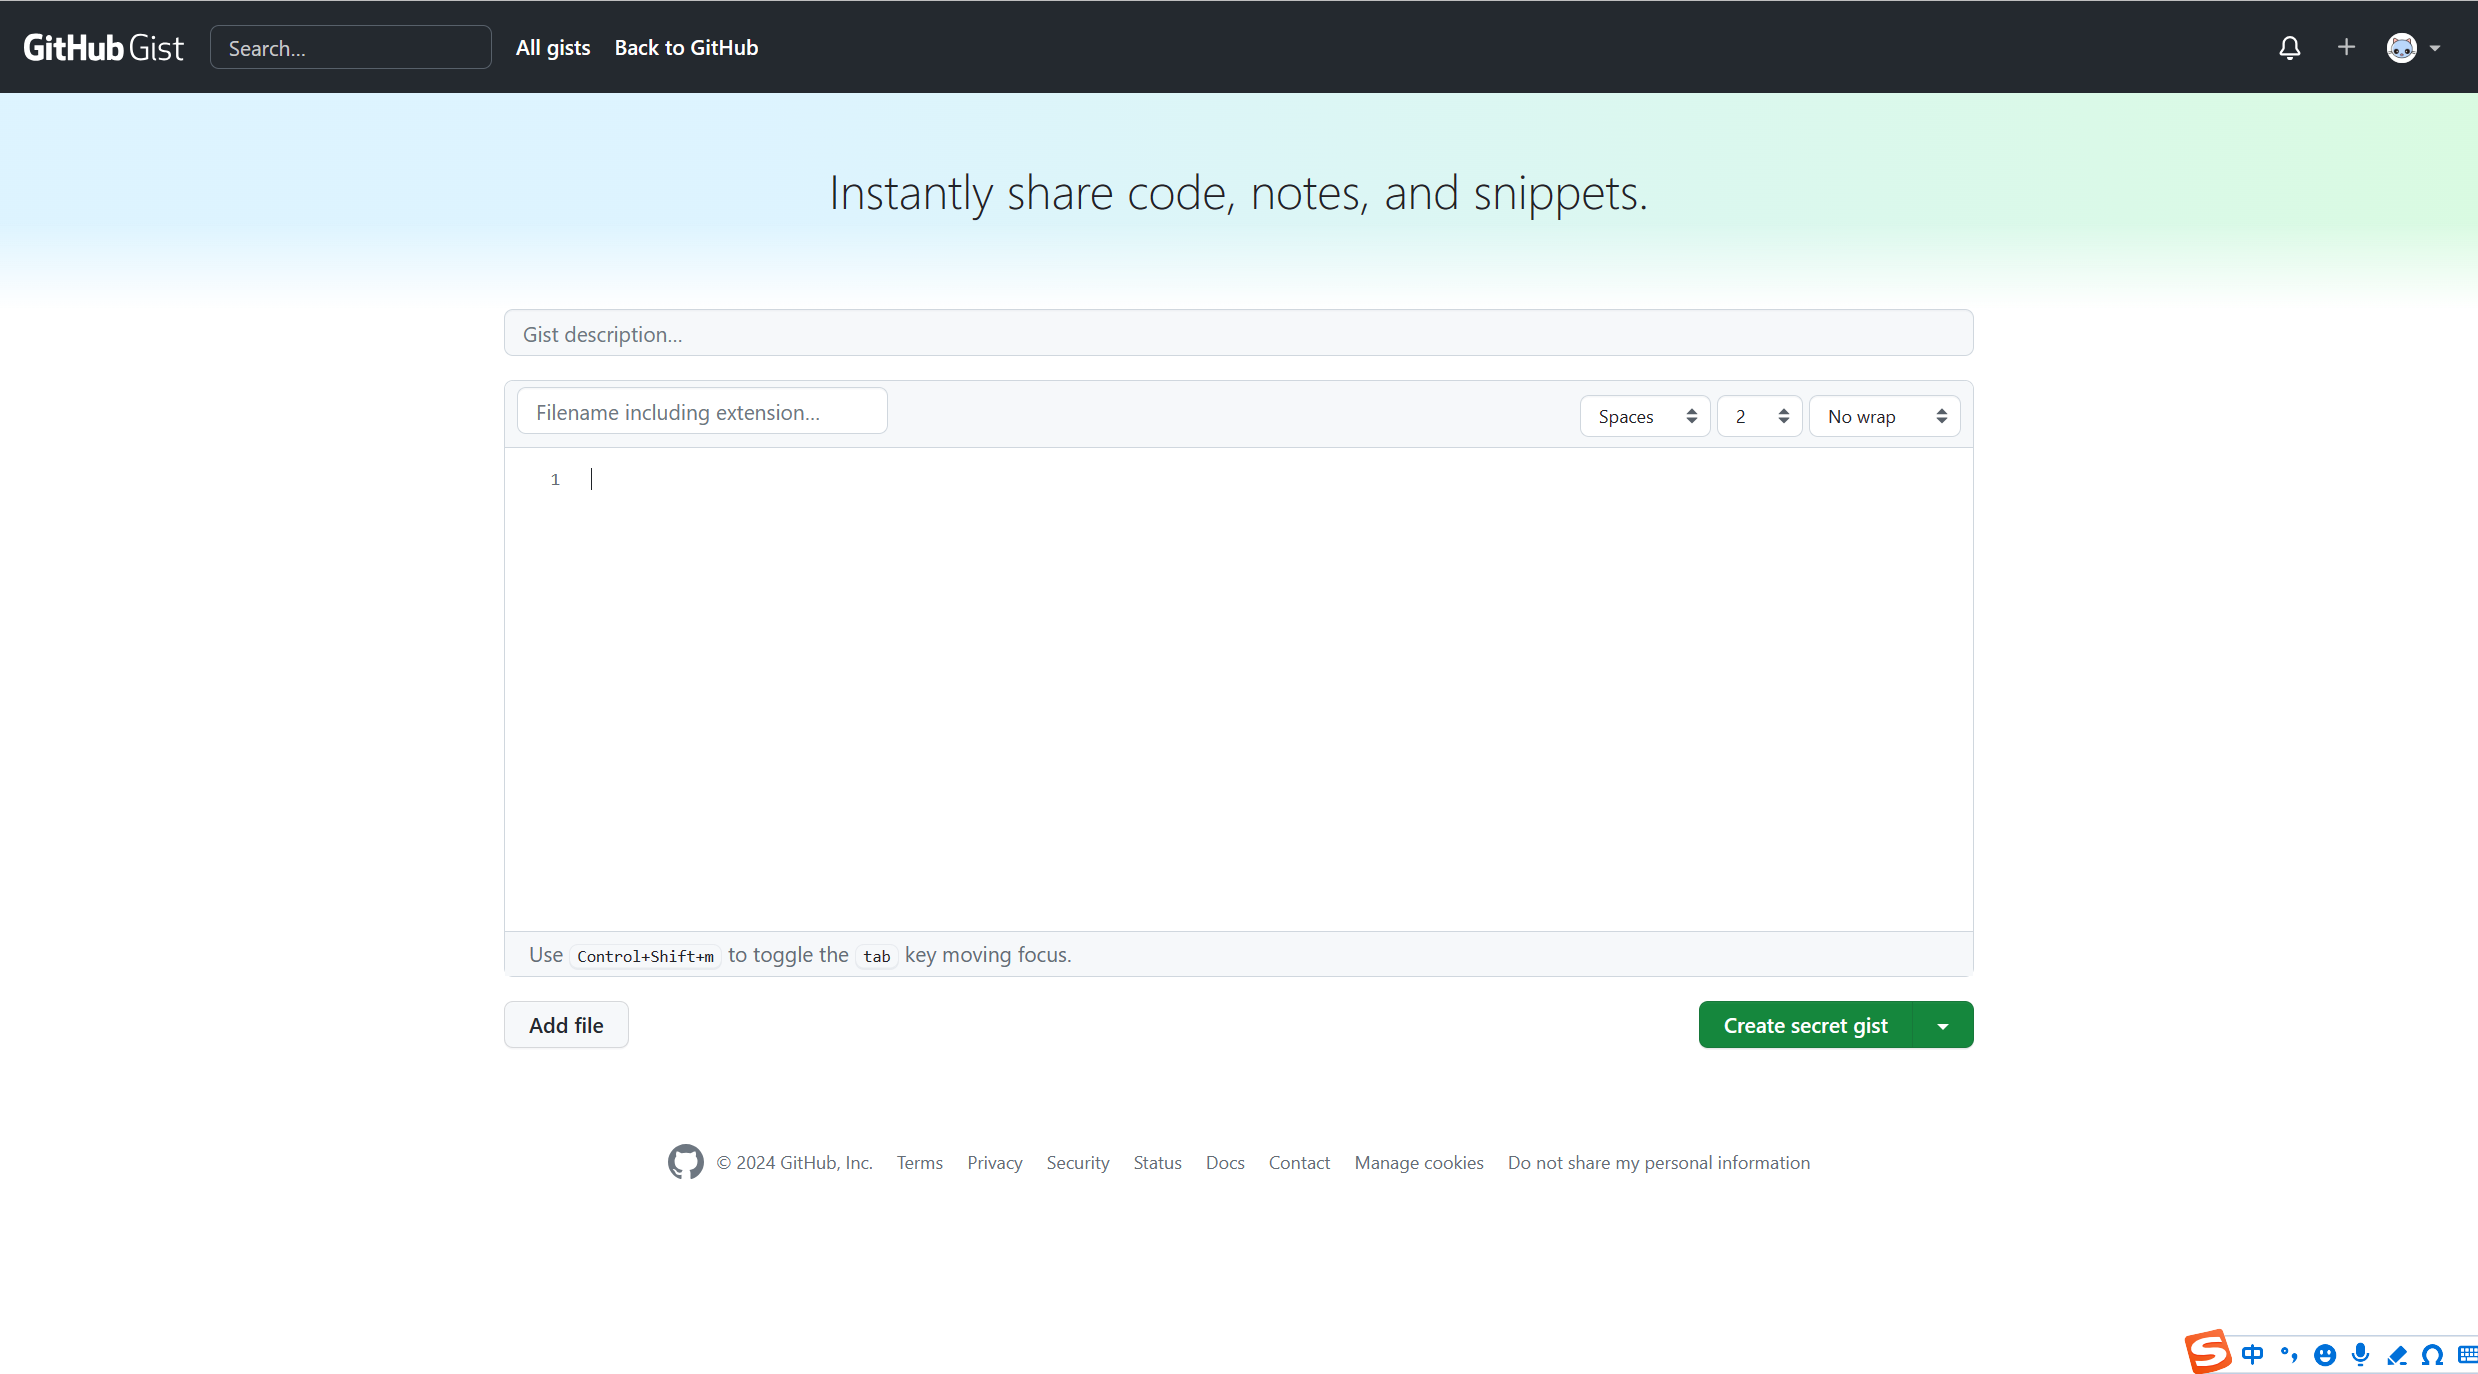 GitHub Gist Search... All gists Back to GitHub
Instantly share code, notes, and snippets.
Gist description...
Filename including extension... Spaces 2 No wrap
1
Use Control+Shift+m to toggle the tab key moving focus.
Add file Create secret gist
© 2024 GitHub, Inc. Terms Privacy Security Status Docs Contact Manage cookies Do not share my personal information
S 中 °, Ω